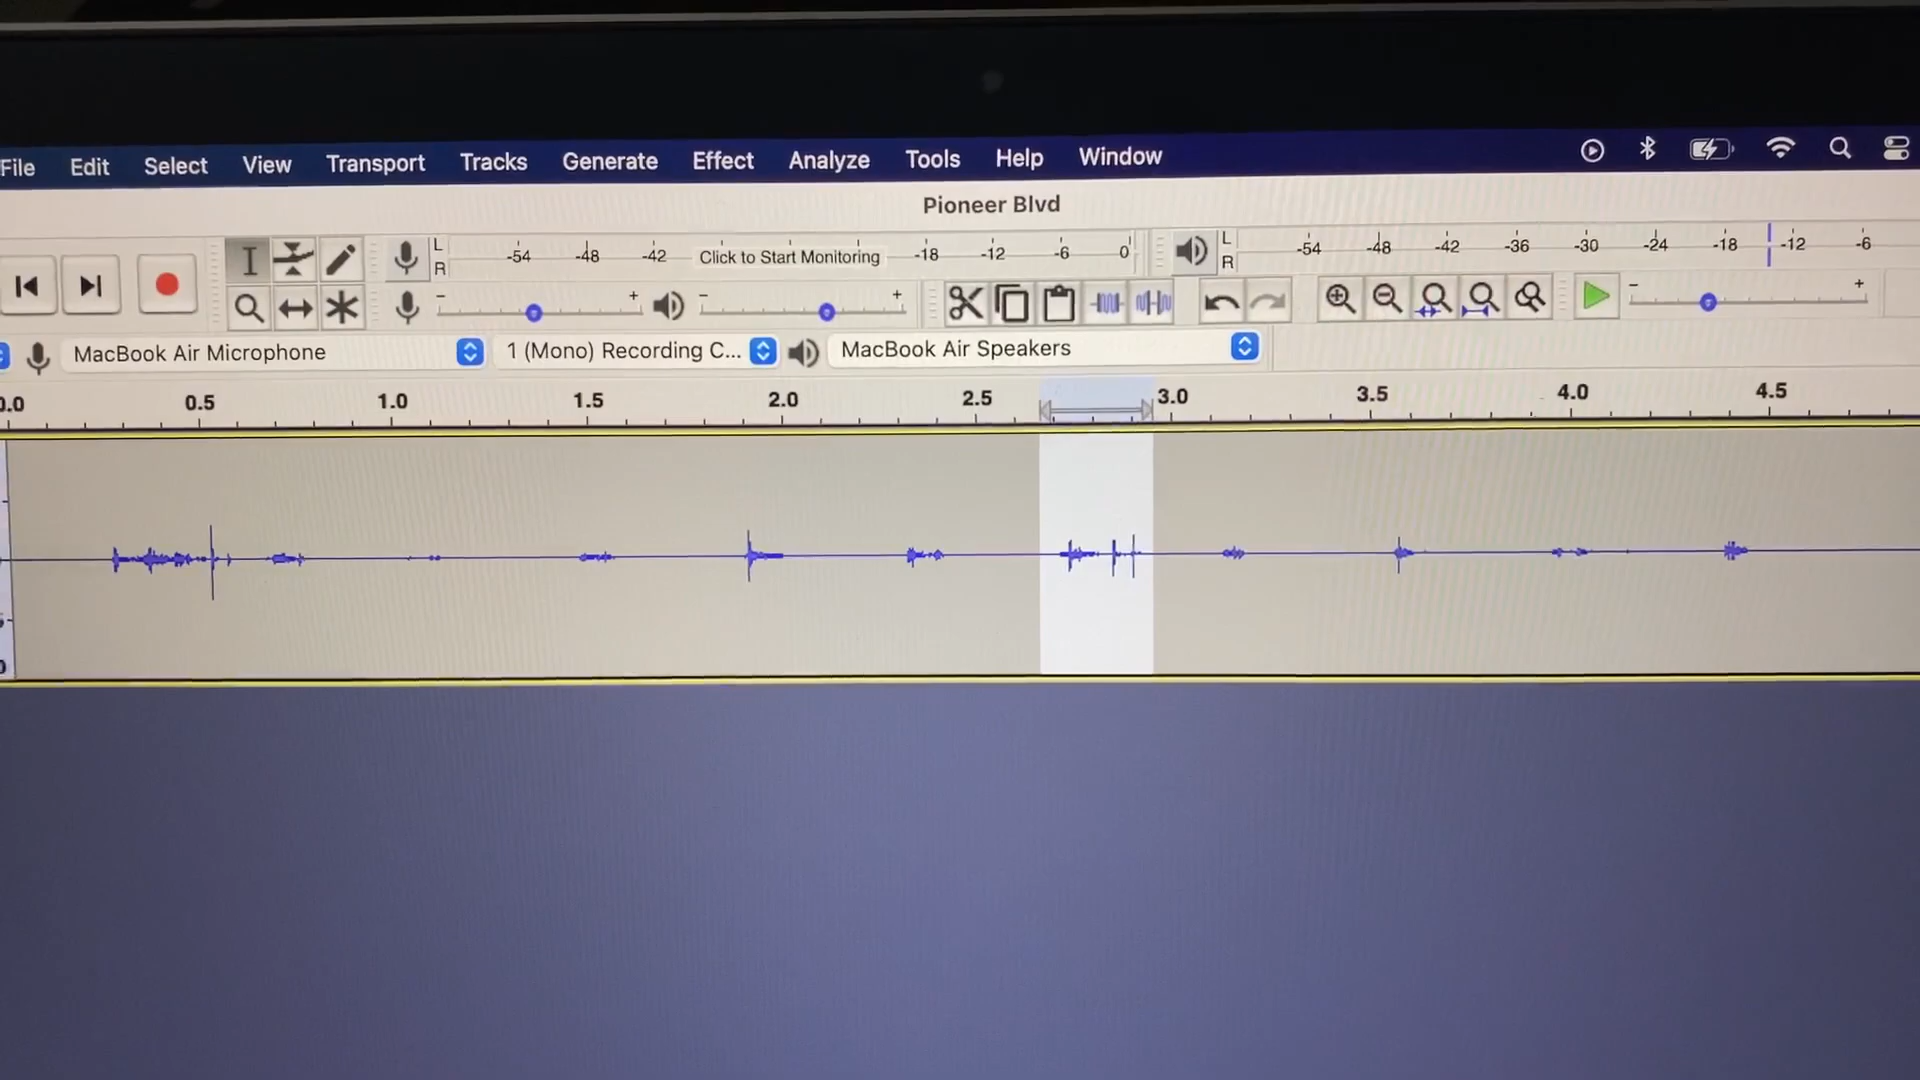 File Edit Select View Transport Tracks Generate Effect Analyze Tools Help Window
Pioneer Blvd
L
R
-54 -48 -42 Click to Start Monitoring -18 -12 -6 0
L
R
-54 -48 -42 -36 -30 -24 -18 -12 -6
- + - + - +
MacBook Air Microphone 1 (Mono) Recording C... MacBook Air Speakers
0.0 0.5 1.0 1.5 2.0 2.5 3.0 3.5 4.0 4.5